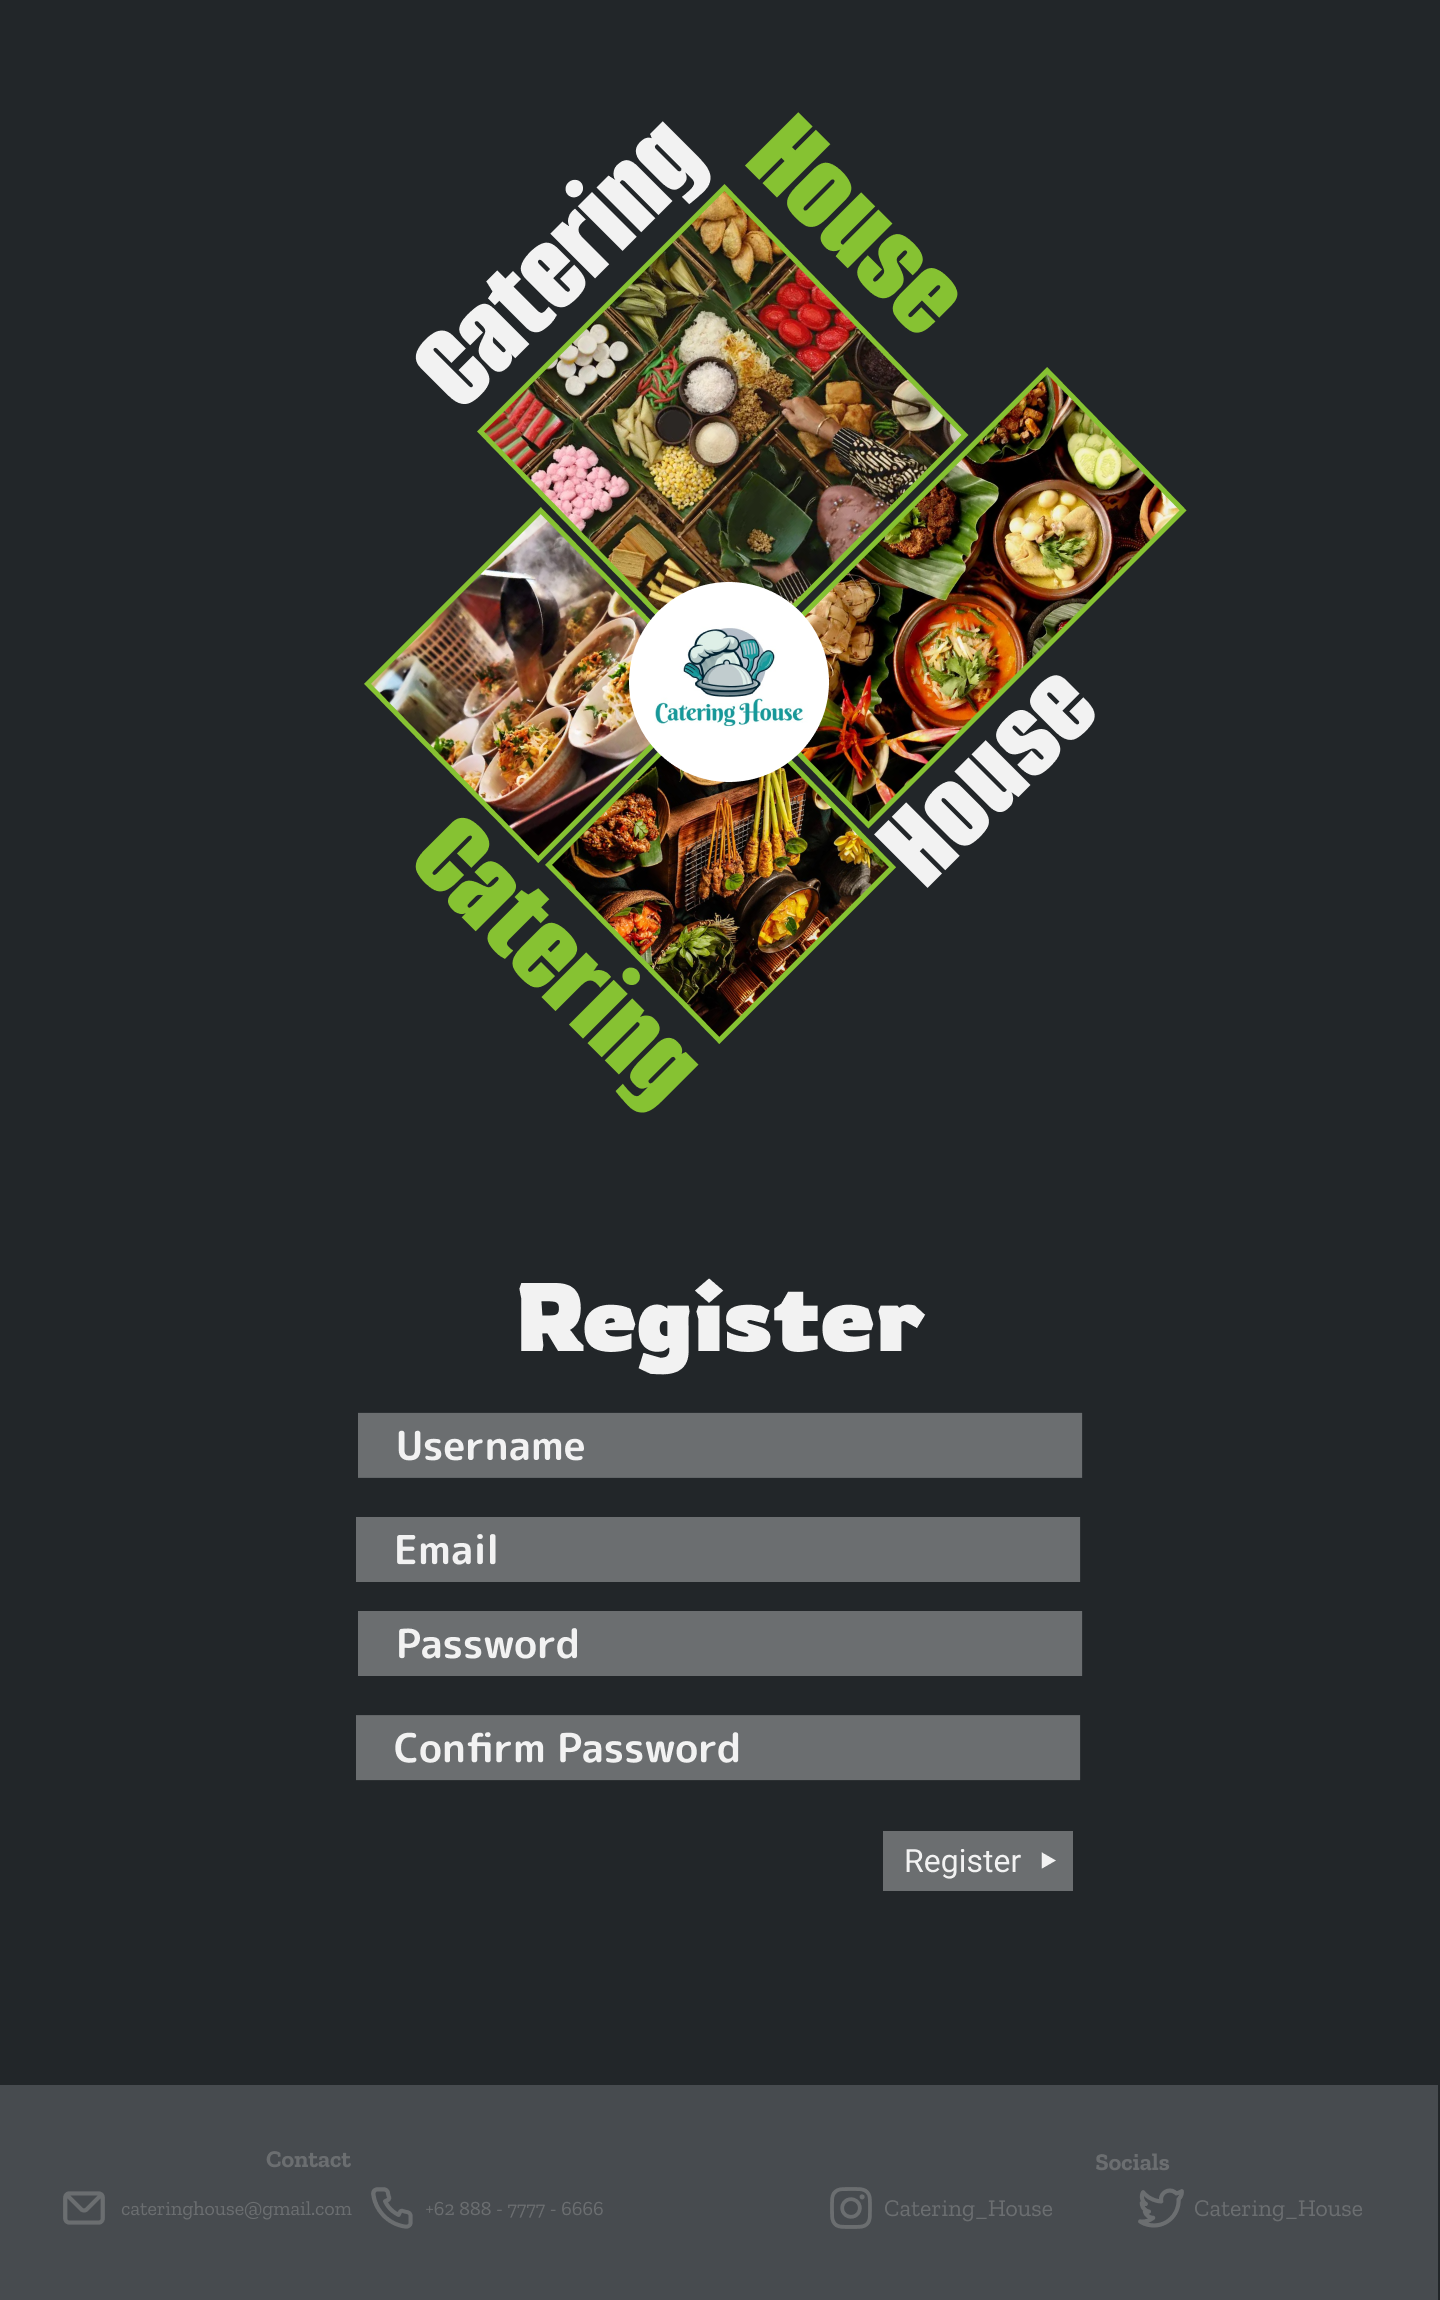 Catering
House
Catering House
House
Catering
Register
Username
Email
Password
Confirm Password
Register
Contact
Socials
cateringhouse@gmail.com
+62 888 - 7777 - 6666
Catering_House
Catering_House